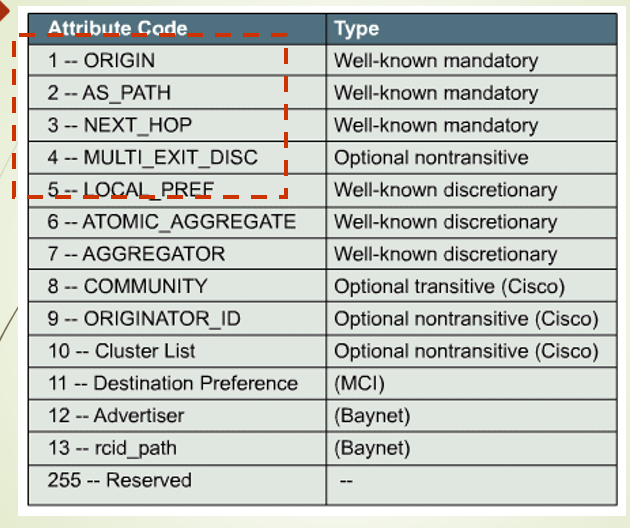 Attribute Code Type
1 -- ORIGIN Well-known mandatory
2 -- AS_PATH Well-known mandatory
3 -- NEXT_HOP Well-known mandatory
4 -- MULTI_EXIT_DISC Optional nontransitive
5 -- LOCAL_PREF Well-known discretionary
6 -- ATOMIC_AGGREGATE Well-known discretionary
7 -- AGGREGATOR Well-known discretionary
8 -- COMMUNITY Optional transitive (Cisco)
9 -- ORIGINATOR_ID Optional nontransitive (Cisco)
10 -- Cluster List Optional nontransitive (Cisco)
11 -- Destination Preference (MCI)
12 -- Advertiser (Baynet)
13 -- rcid_path (Baynet)
255 -- Reserved --